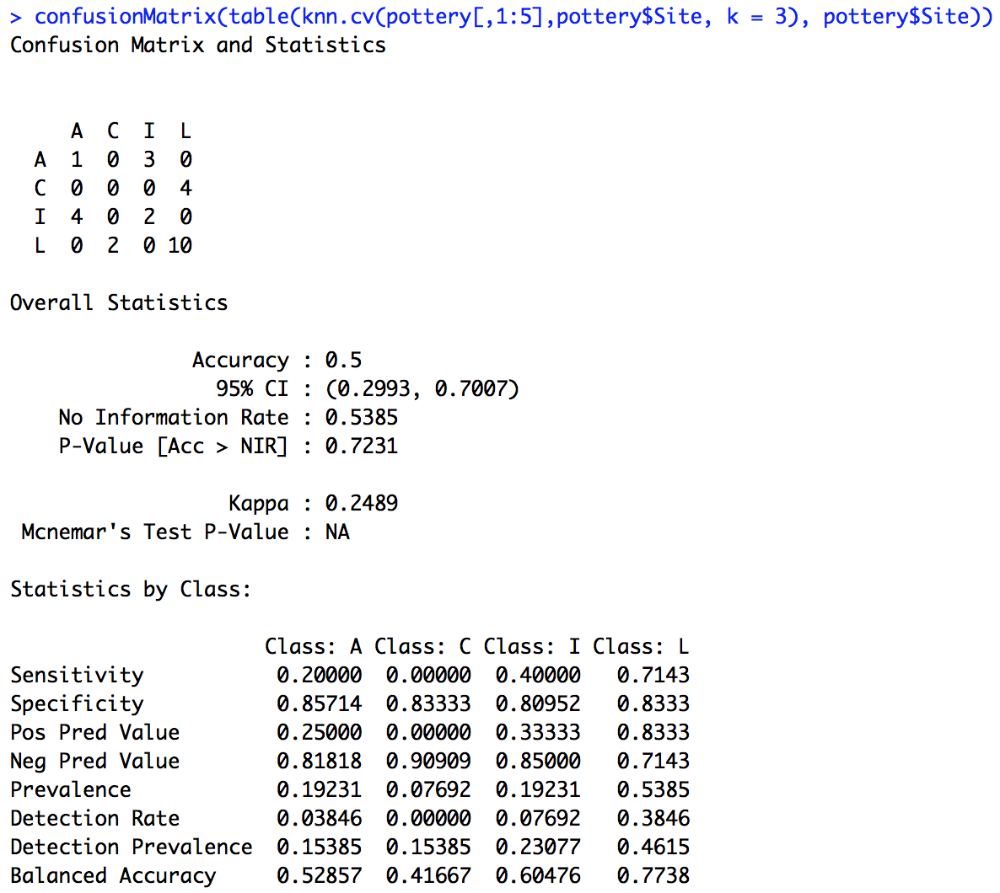 > confusionMatrix(table(knn.cv(pottery[,1:5],pottery$Site, k = 3), pottery$Site))
Confusion Matrix and Statistics
A C I L
A 1 0 3 0
C 0 0 0 4
I 4 0 2 0
L 0 2 0 10
Overall Statistics
Accuracy : 0.5
95% CI : (0.2993, 0.7007)
No Information Rate : 0.5385
P-Value [Acc > NIR] : 0.7231
Kappa : 0.2489
Mcnemar's Test P-Value : NA
Statistics by Class:
Class: A Class: C Class: I Class: L
Sensitivity 0.20000 0.00000 0.40000 0.7143
Specificity 0.85714 0.83333 0.80952 0.8333
Pos Pred Value 0.25000 0.00000 0.33333 0.8333
Neg Pred Value 0.81818 0.90909 0.85000 0.7143
Prevalence 0.19231 0.07692 0.19231 0.5385
Detection Rate 0.03846 0.00000 0.07692 0.3846
Detection Prevalence 0.15385 0.15385 0.23077 0.4615
Balanced Accuracy 0.52857 0.41667 0.60476 0.7738